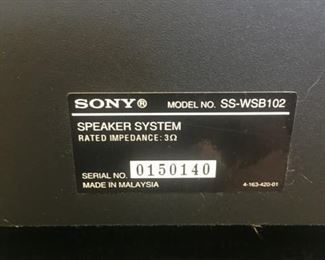 SONY® MODEL NO. SS-WSB102
SPEAKER SYSTEM
RATED IMPEDANCE: 3Ω
SERIAL NO. 0150140
MADE IN MALAYSIA 4-163-420-01